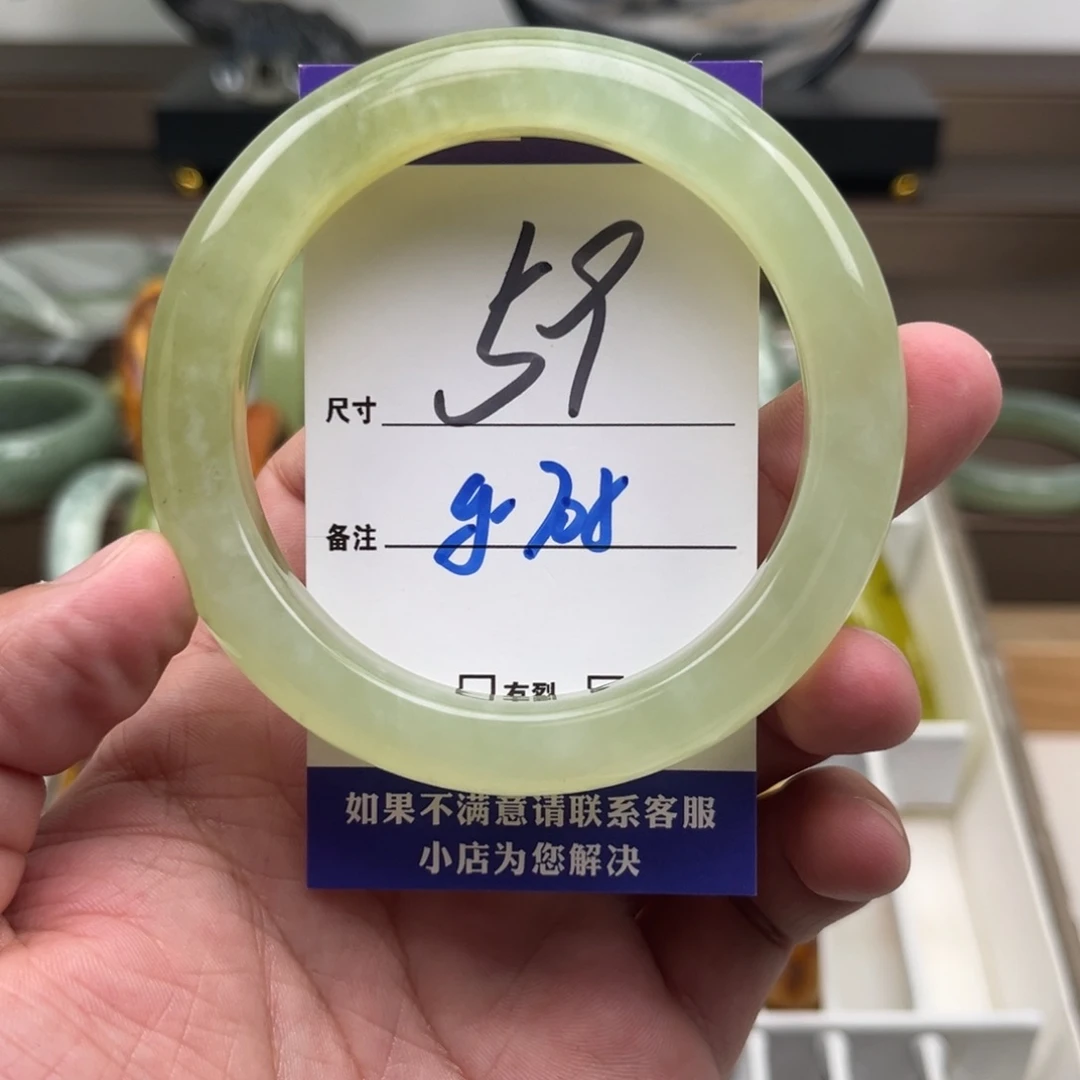 尺寸 59
备注
有裂
如果不满意请联系客服
小店为您解决